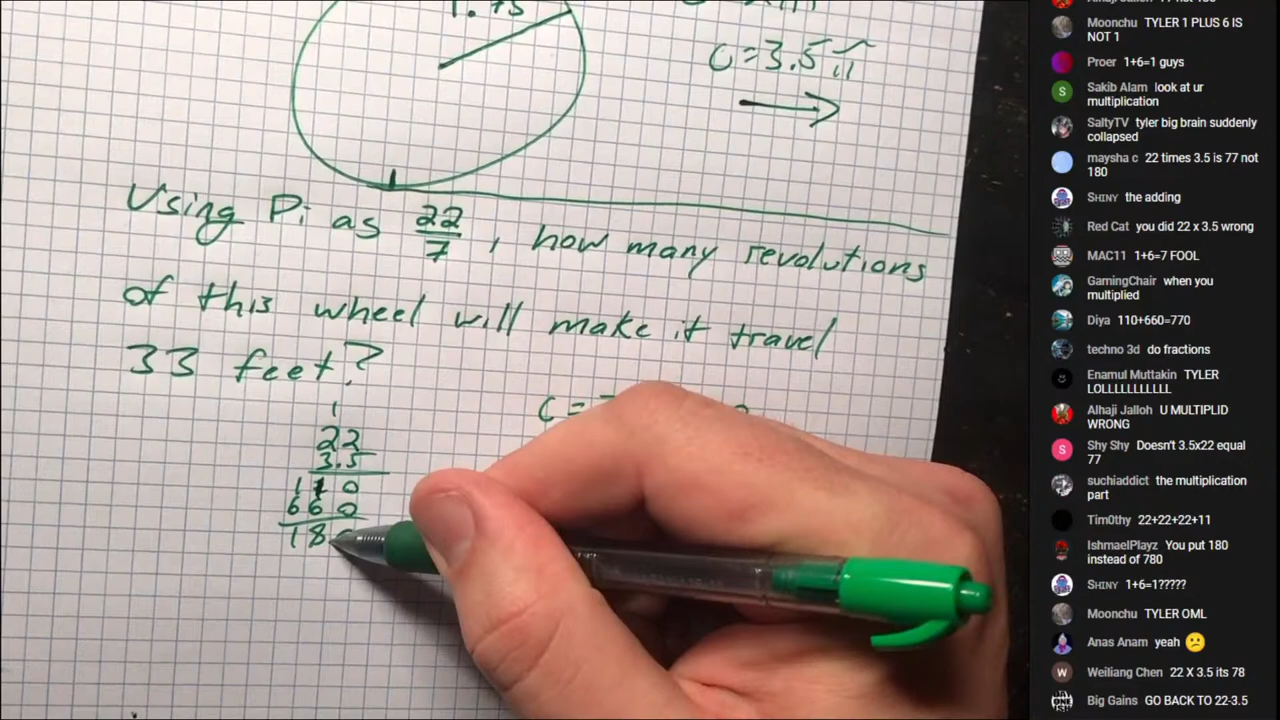 1.75
C = 3.5 π
Using Pi as 22/7, how many revolutions
of this wheel will make it travel
33 feet?
1
22
3.5
110
660
18
C =
Moonchu TYLER 1 PLUS 6 IS
NOT 1
Proer 1+6=1 guys
Sakib Alam look at ur
multiplication
SaltyTV tyler big brain suddenly
collapsed
maysha c 22 times 3.5 is 77 not
180
SHINY the adding
Red Cat you did 22 x 3.5 wrong
MAC11 1+6=7 FOOL
GamingChair when you
multiplied
Diya 110+660=770
techno 3d do fractions
Enamul Muttakin TYLER
LOLLLLLLLLLLL
Alhaji Jalloh U MULTIPLID
WRONG
Shy Shy Doesn't 3.5x22 equal
77
suchiaddict the multiplication
part
Tim0thy 22+22+22+11
IshmaelPlayz You put 180
instead of 780
SHINY 1+6=1?????
Moonchu TYLER OML
Anas Anam yeah 😕
Weiliang Chen 22 X 3.5 its 78
Big Gains GO BACK TO 22-3.5